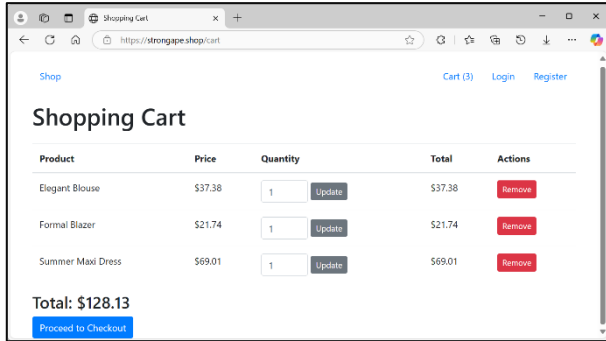 Shopping Cart
https://strongape.shop/cart
Shop Cart (3) Login Register
Shopping Cart
Product Price Quantity Total Actions
Elegant Blouse $37.38 1 Update $37.38 Remove
Formal Blazer $21.74 1 Update $21.74 Remove
Summer Maxi Dress $69.01 1 Update $69.01 Remove
Total: $128.13
Proceed to Checkout